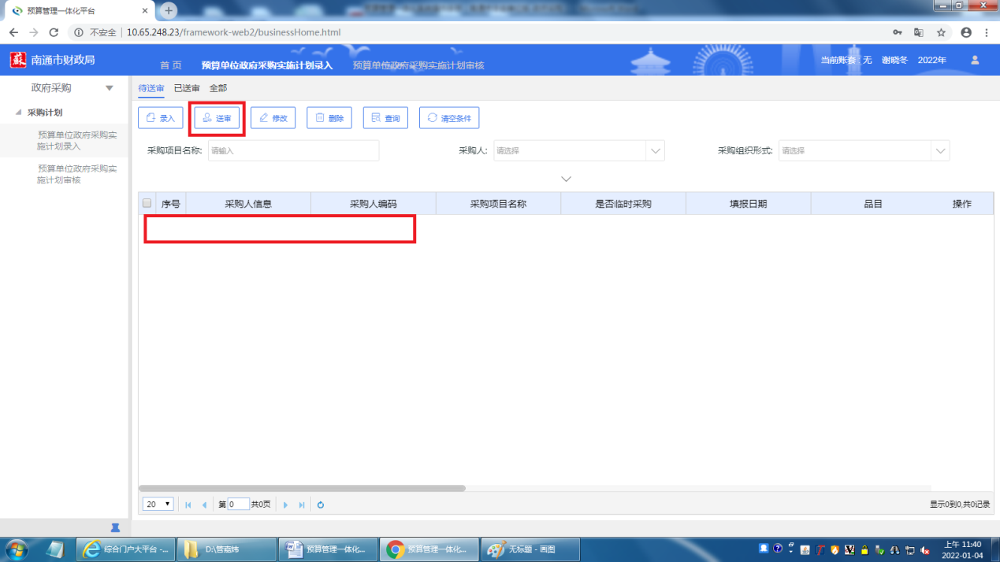 预算管理一体化平台
不安全 10.65.248.23/framework-web2/businessHome.html
蘇 南通市财政局 首页 预算单位政府采购实施计划录入 预算单位政府采购实施计划审核 当前账套 无 谢晓冬 2022年
政府采购
采购计划
预算单位政府采购实
施计划录入
预算单位政府采购实
施计划审核
待送审 已送审 全部
录入 送审 修改 删除 查询 清空条件
采购项目名称: 请输入 采购人: 请选择 采购组织形式: 请选择
序号 采购人信息 采购人编码 采购项目名称 是否临时采购 填报日期 品目 操作
20 第 0 共0页 显示0到0,共0记录
综合门户大平台 -... D:\管嘉炜 预算管理一体化... 预算管理一体化... 无标题 - 画图
上午 11:40
2022-01-04